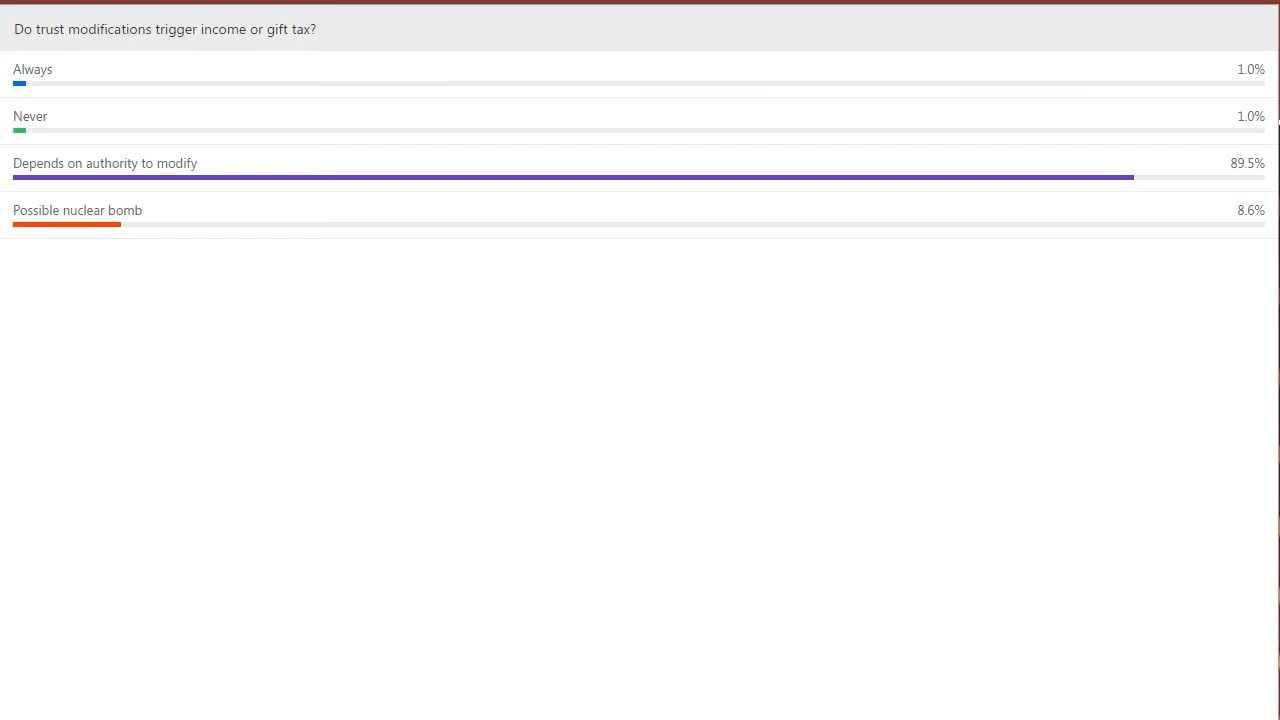 Do trust modifications trigger income or gift tax?
Always 1.0%
Never 1.0%
Depends on authority to modify 89.5%
Possible nuclear bomb 8.6%